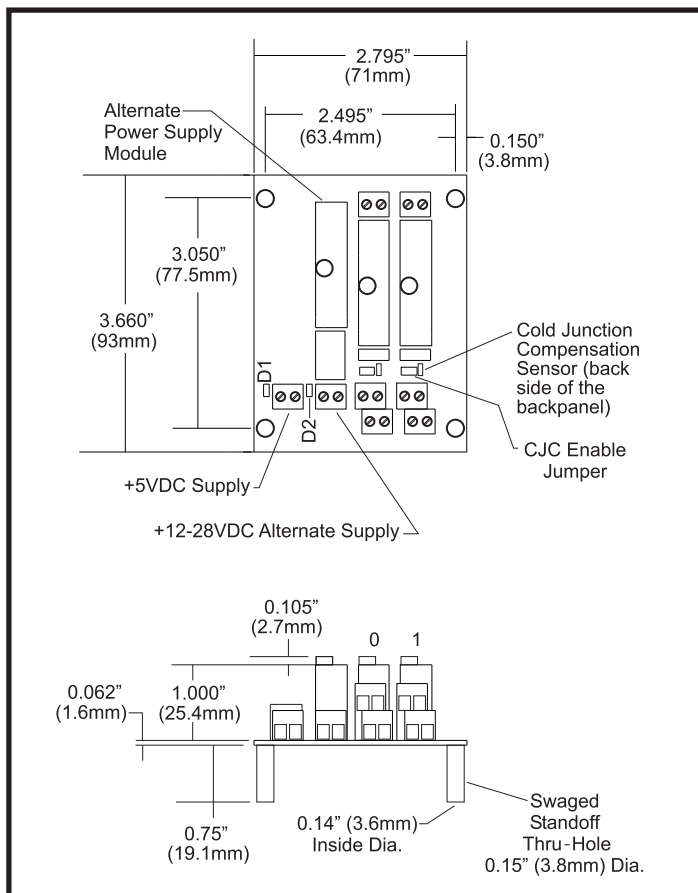 2.795”
(71mm)
Alternate
Power Supply
Module
2.495”
(63.4mm)
0.150”
(3.8mm)
3.050”
(77.5mm)
3.660”
(93mm)
Cold Junction
Compensation
Sensor (back
side of the
backpanel)
D1
D2
CJC Enable
Jumper
+5VDC Supply
+12-28VDC Alternate Supply
0.105”
(2.7mm)
0 1
0.062”
(1.6mm)
1.000”
(25.4mm)
0.75”
(19.1mm)
0.14” (3.6mm)
Inside Dia.
Swaged
Standoff
Thru-Hole
0.15” (3.8mm) Dia.